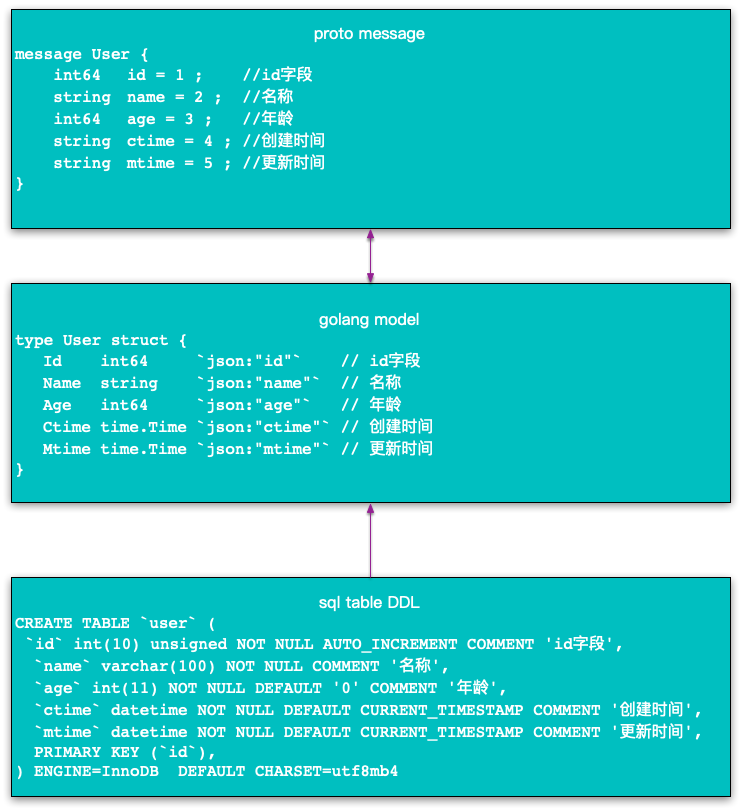 proto message
message User {
    int64   id = 1 ;    //id字段
    string  name = 2 ;  //名称
    int64   age = 3 ;   //年龄
    string  ctime = 4 ; //创建时间
    string  mtime = 5 ; //更新时间
}
golang model
type User struct {
   Id    int64     `json:"id"`    // id字段
   Name  string    `json:"name"`  // 名称
   Age   int64     `json:"age"`   // 年龄
   Ctime time.Time `json:"ctime"` // 创建时间
   Mtime time.Time `json:"mtime"` // 更新时间
}
sql table DDL
CREATE TABLE `user` (
 `id` int(10) unsigned NOT NULL AUTO_INCREMENT COMMENT 'id字段',
  `name` varchar(100) NOT NULL COMMENT '名称',
  `age` int(11) NOT NULL DEFAULT '0' COMMENT '年龄',
  `ctime` datetime NOT NULL DEFAULT CURRENT_TIMESTAMP COMMENT '创建时间',
  `mtime` datetime NOT NULL DEFAULT CURRENT_TIMESTAMP COMMENT '更新时间',
  PRIMARY KEY (`id`),
) ENGINE=InnoDB  DEFAULT CHARSET=utf8mb4